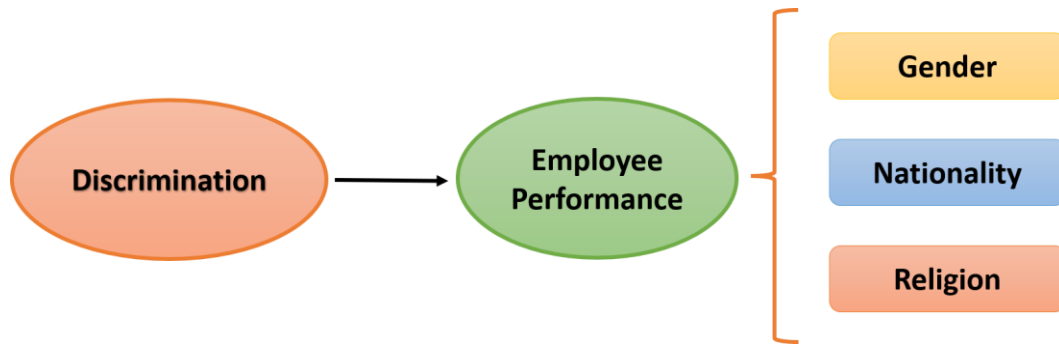 Discrimination
Employee
Performance
Gender
Nationality
Religion